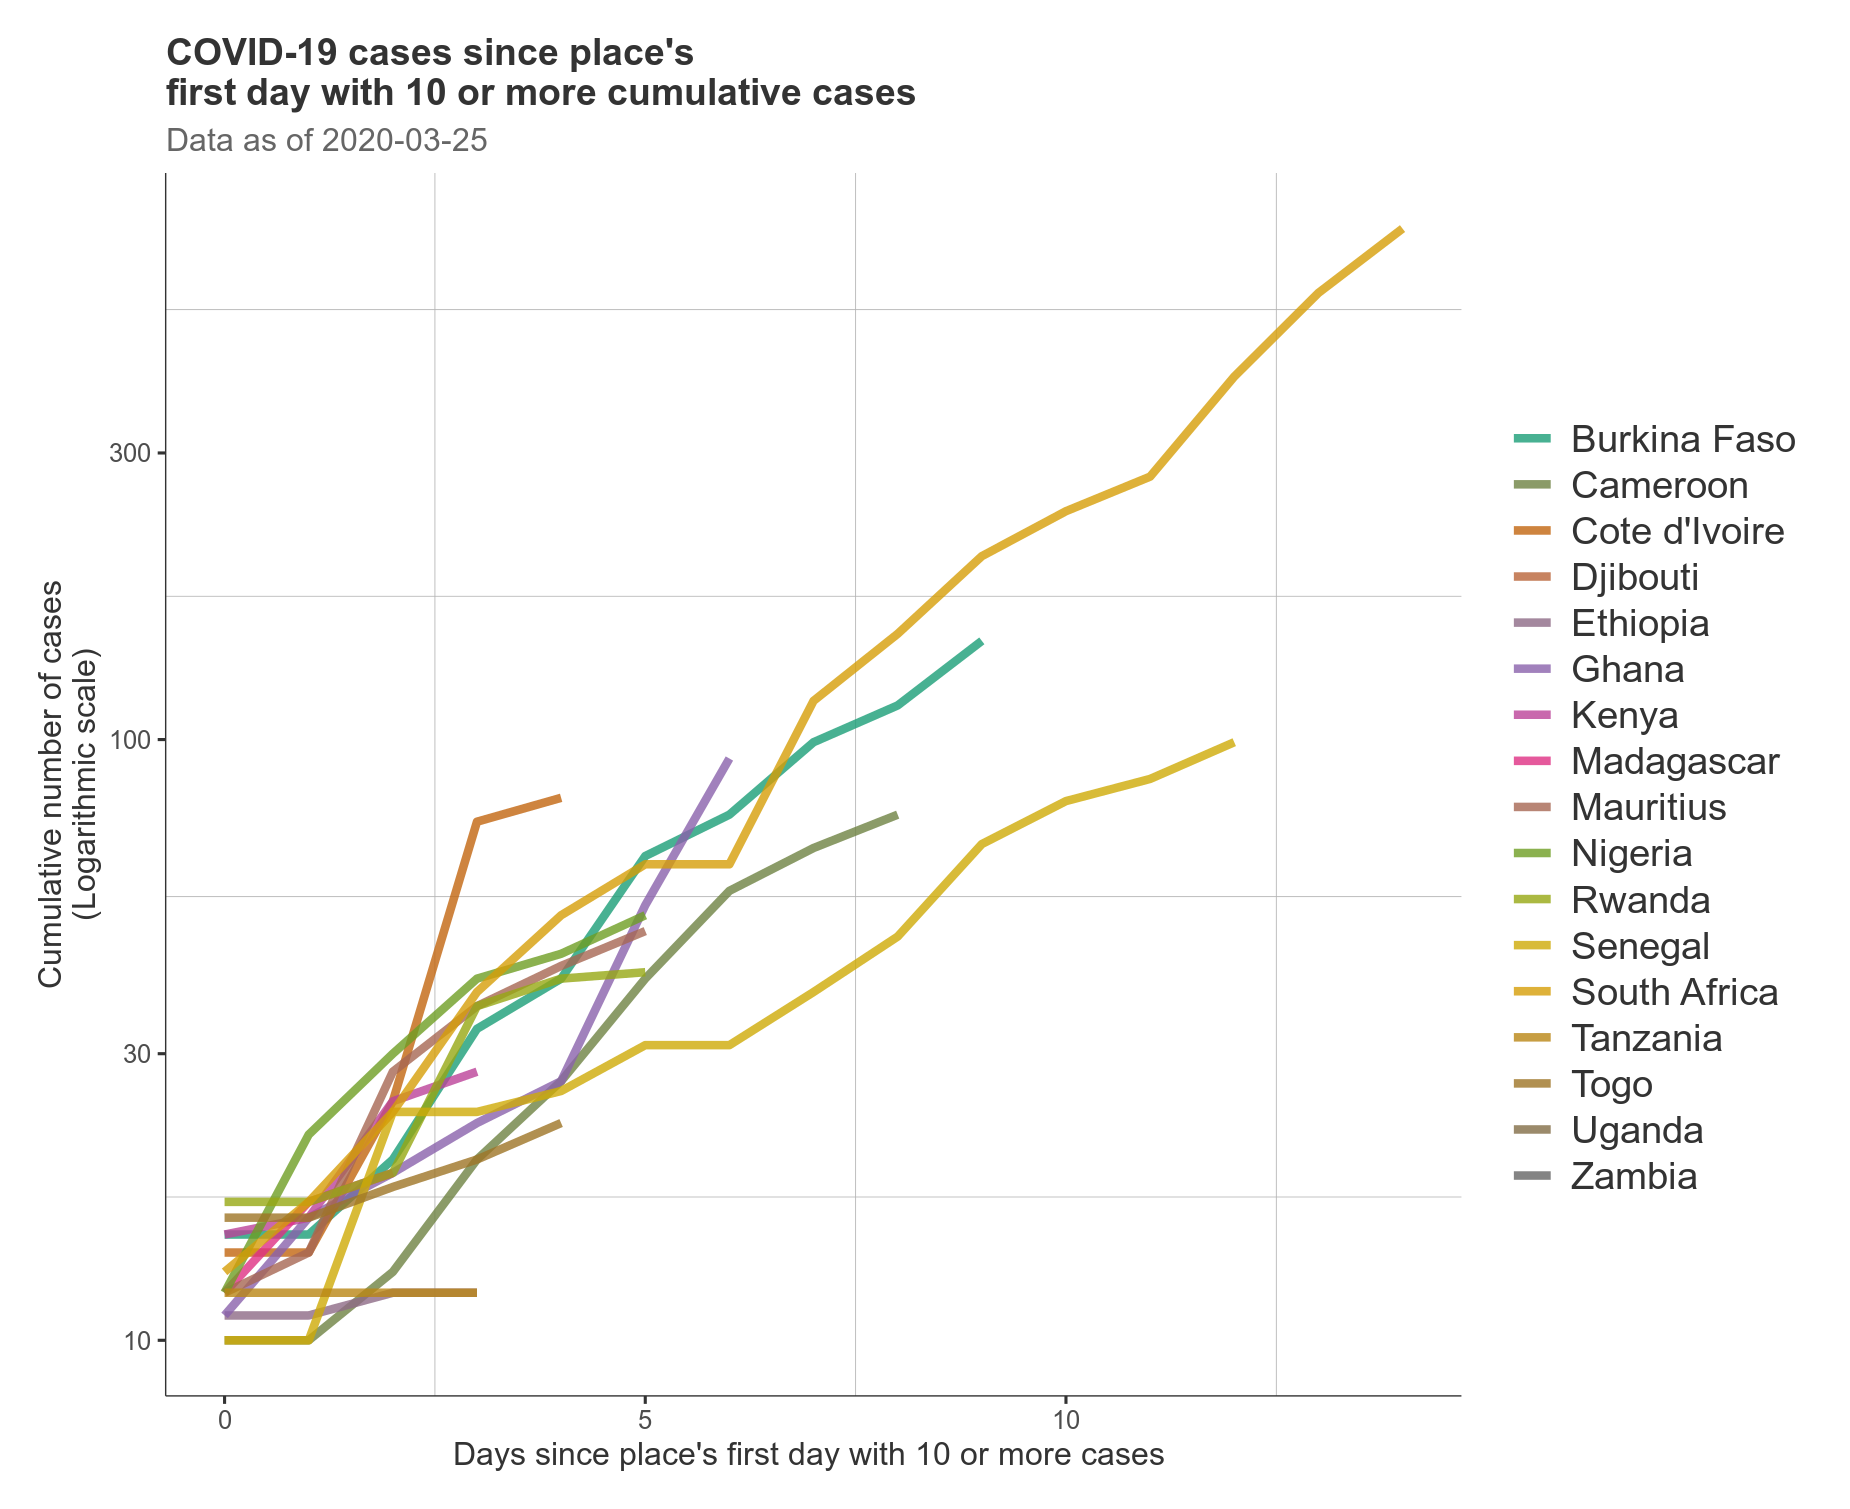 COVID-19 cases since place's
first day with 10 or more cumulative cases
Data as of 2020-03-25
Cumulative number of cases
(Logarithmic scale)
300
100
30
10
0
5
10
Days since place's first day with 10 or more cases
Burkina Faso
Cameroon
Cote d'Ivoire
Djibouti
Ethiopia
Ghana
Kenya
Madagascar
Mauritius
Nigeria
Rwanda
Senegal
South Africa
Tanzania
Togo
Uganda
Zambia